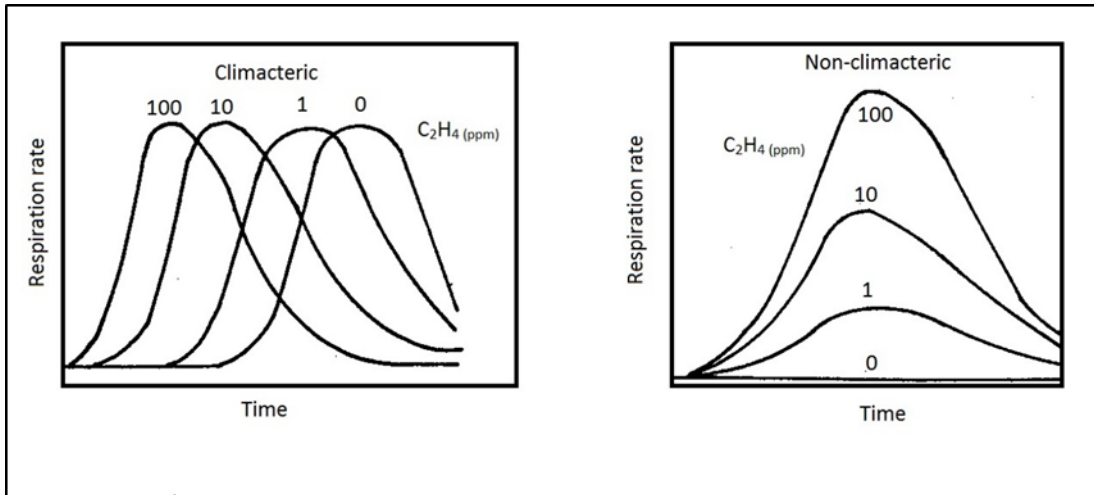 Climacteric
100 10 1 0
C₂H₄ (ppm)
Respiration rate
Time
Non-climacteric
100
C₂H₄ (ppm)
10
1
0
Respiration rate
Time